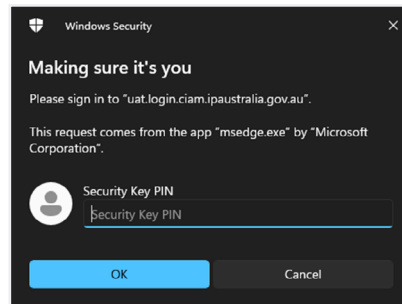 Windows Security
Making sure it's you
Please sign in to "uat.login.ciam.ipaustralia.gov.au".
This request comes from the app "msedge.exe" by "Microsoft
Corporation".
Security Key PIN
Security Key PIN
OK
Cancel